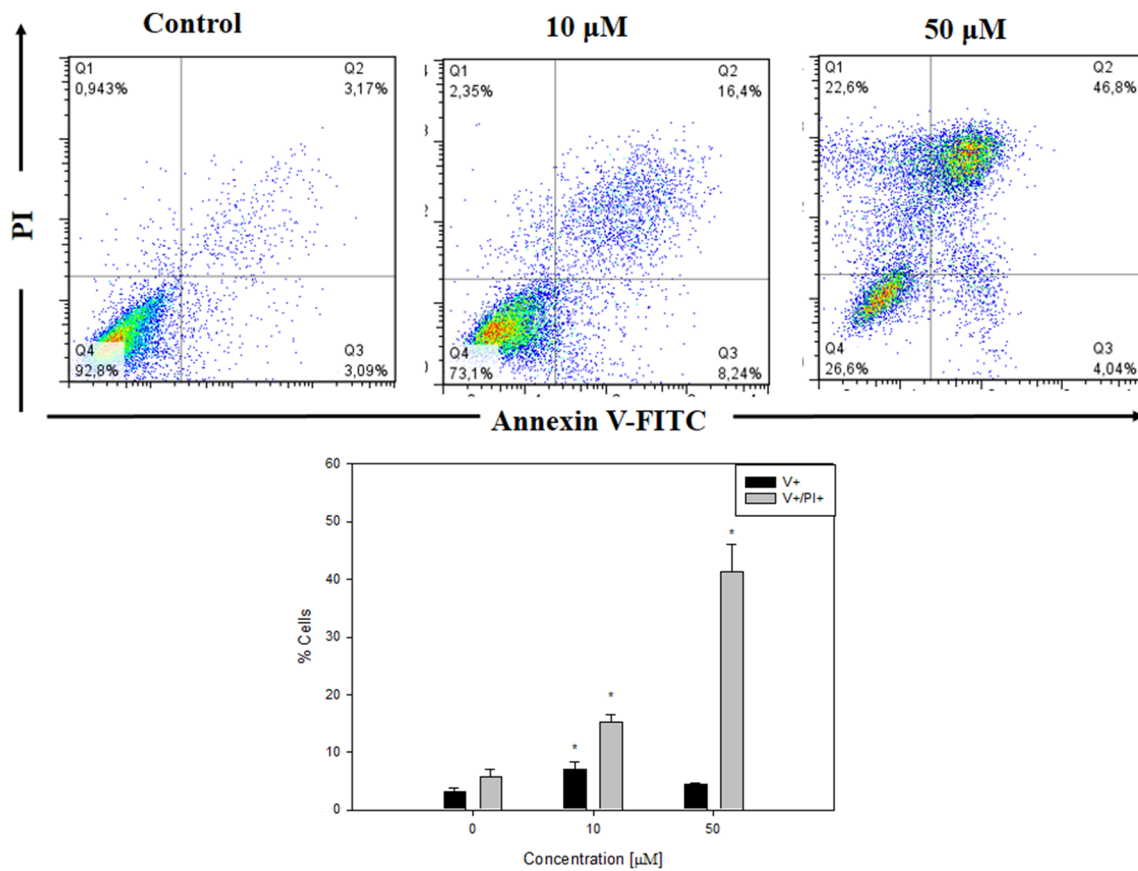 Control
10 µM
50 µM
PI
Q1
0,943%
Q2
3,17%
Q4
92,8%
Q3
3,09%
Q1
2,35%
Q2
16,4%
Q4
73,1%
Q3
8,24%
Q1
22,6%
Q2
46,8%
Q4
26,6%
Q3
4,04%
Annexin V-FITC
V+
V+/PI+
60
50
40
30
20
10
0
% Cells
*
*
*
0
10
50
Concentration [µM]